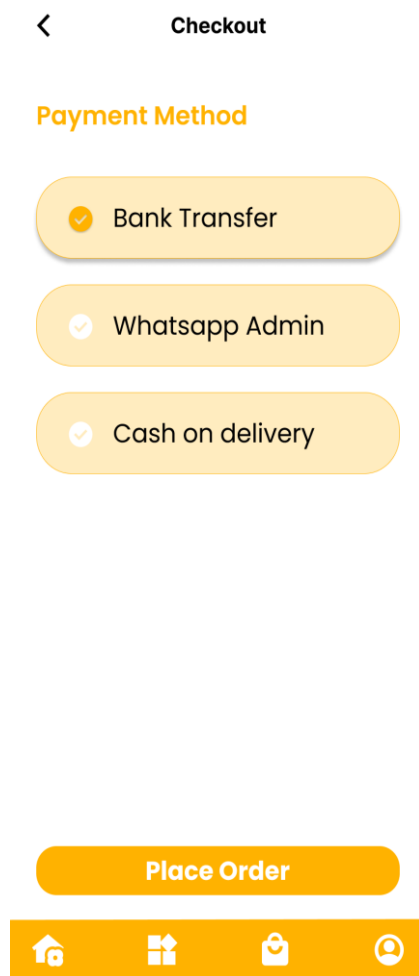 Checkout
Payment Method
Bank Transfer
Whatsapp Admin
Cash on delivery
Place Order